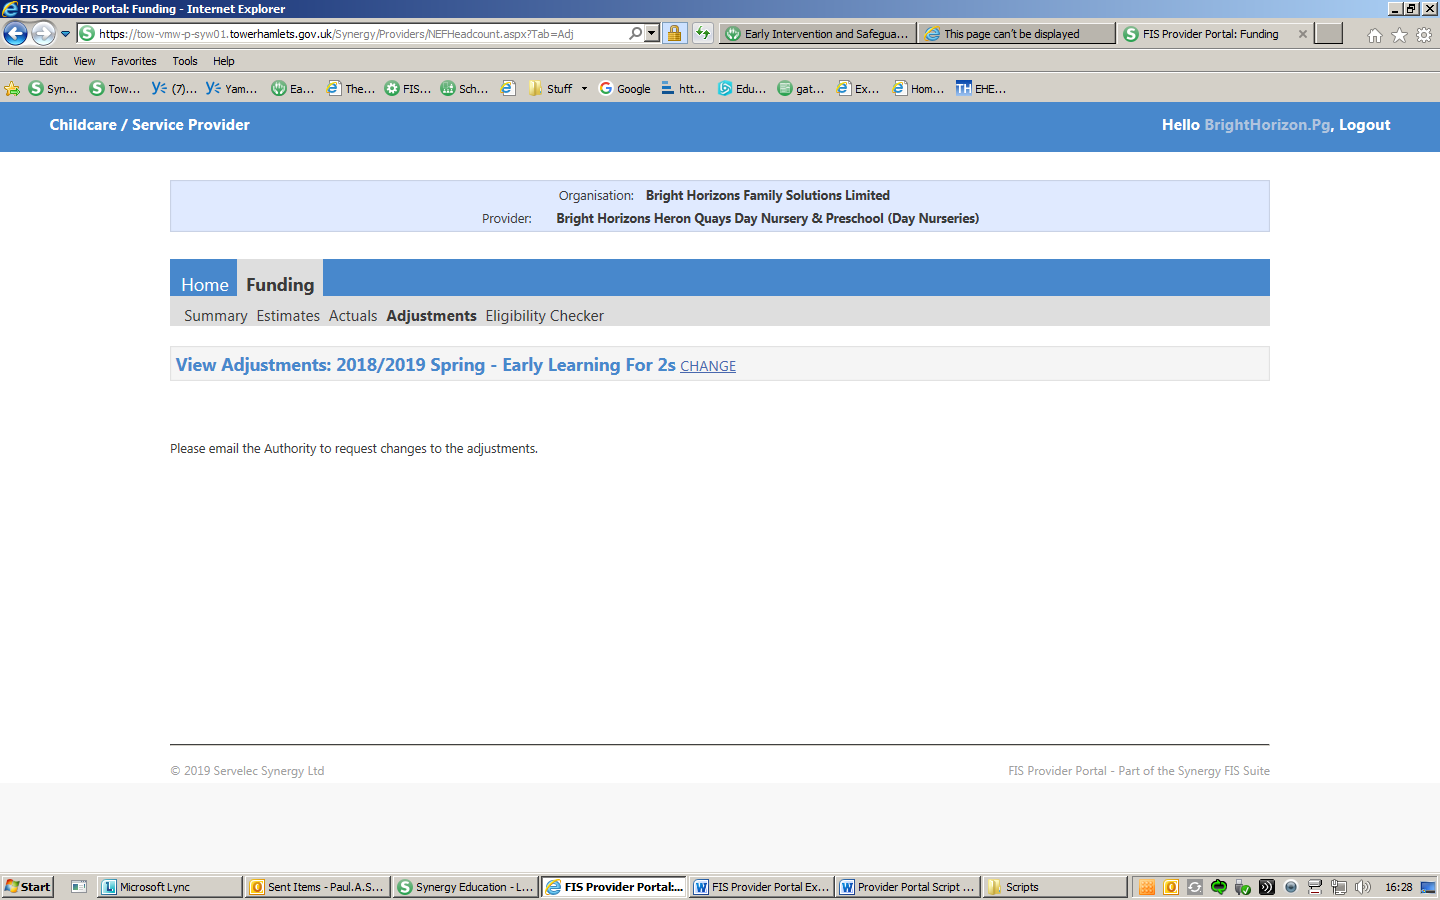 FIS Provider Portal: Funding - Internet Explorer
https://tow-vmw-p-syw01.towerhamlets.gov.uk/Synergy/Providers/NEFHeadcount.aspx?Tab=Adj
Early Intervention and Safegua...
This page can't be displayed
FIS Provider Portal: Funding
File Edit View Favorites Tools Help
Syn... Tow... (7)... Yam... Ea... The... FIS... Sch... Stuff Google htt... Edu... gat... Ex... Hom... EHE...
Childcare / Service Provider
Hello BrightHorizon.Pg, Logout
Organisation: Bright Horizons Family Solutions Limited
Provider: Bright Horizons Heron Quays Day Nursery & Preschool (Day Nurseries)
Home Funding
Summary Estimates Actuals Adjustments Eligibility Checker
View Adjustments: 2018/2019 Spring - Early Learning For 2s CHANGE
Please email the Authority to request changes to the adjustments.
© 2019 Servelec Synergy Ltd
FIS Provider Portal - Part of the Synergy FIS Suite
Start Microsoft Lync Sent Items - Paul.A.S... Synergy Education - L... FIS Provider Portal:... FIS Provider Portal Ex... Provider Portal Script ... Scripts 16:28